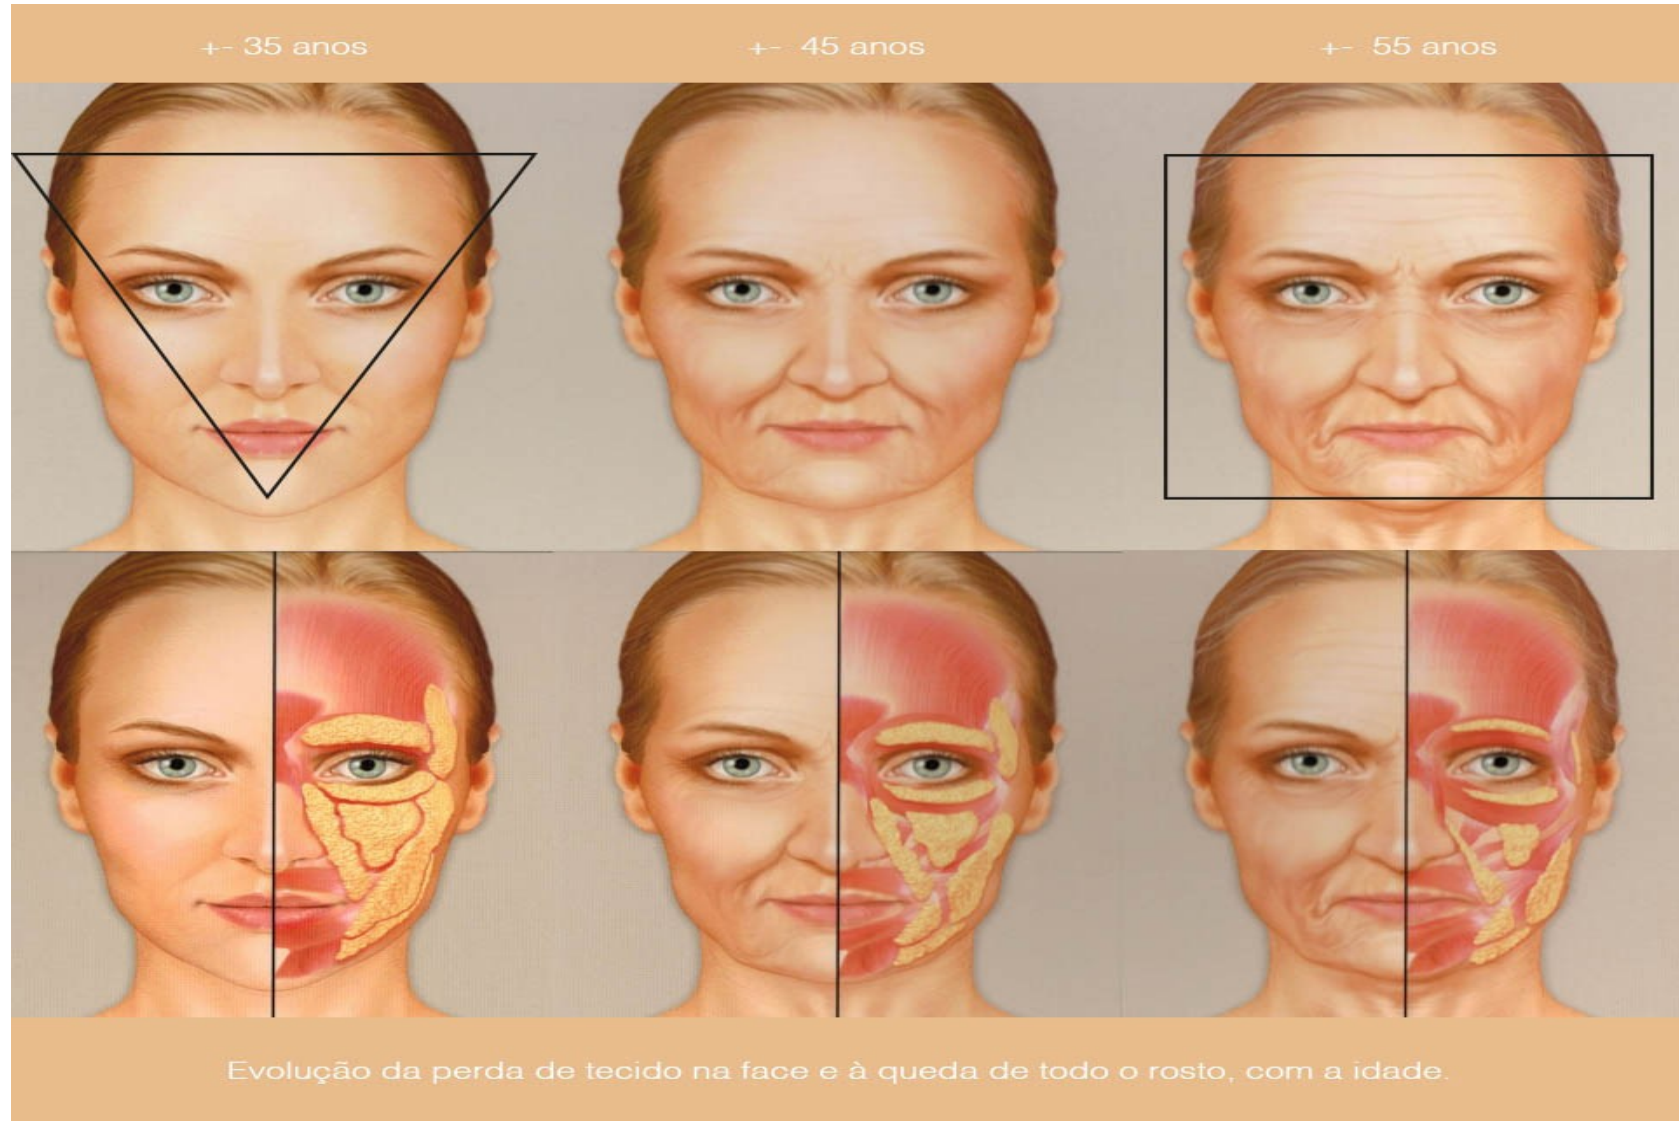 +- 35 anos
+- 45 anos
+- 55 anos
Evolução da perda de tecido na face e à queda de todo o rosto, com a idade.